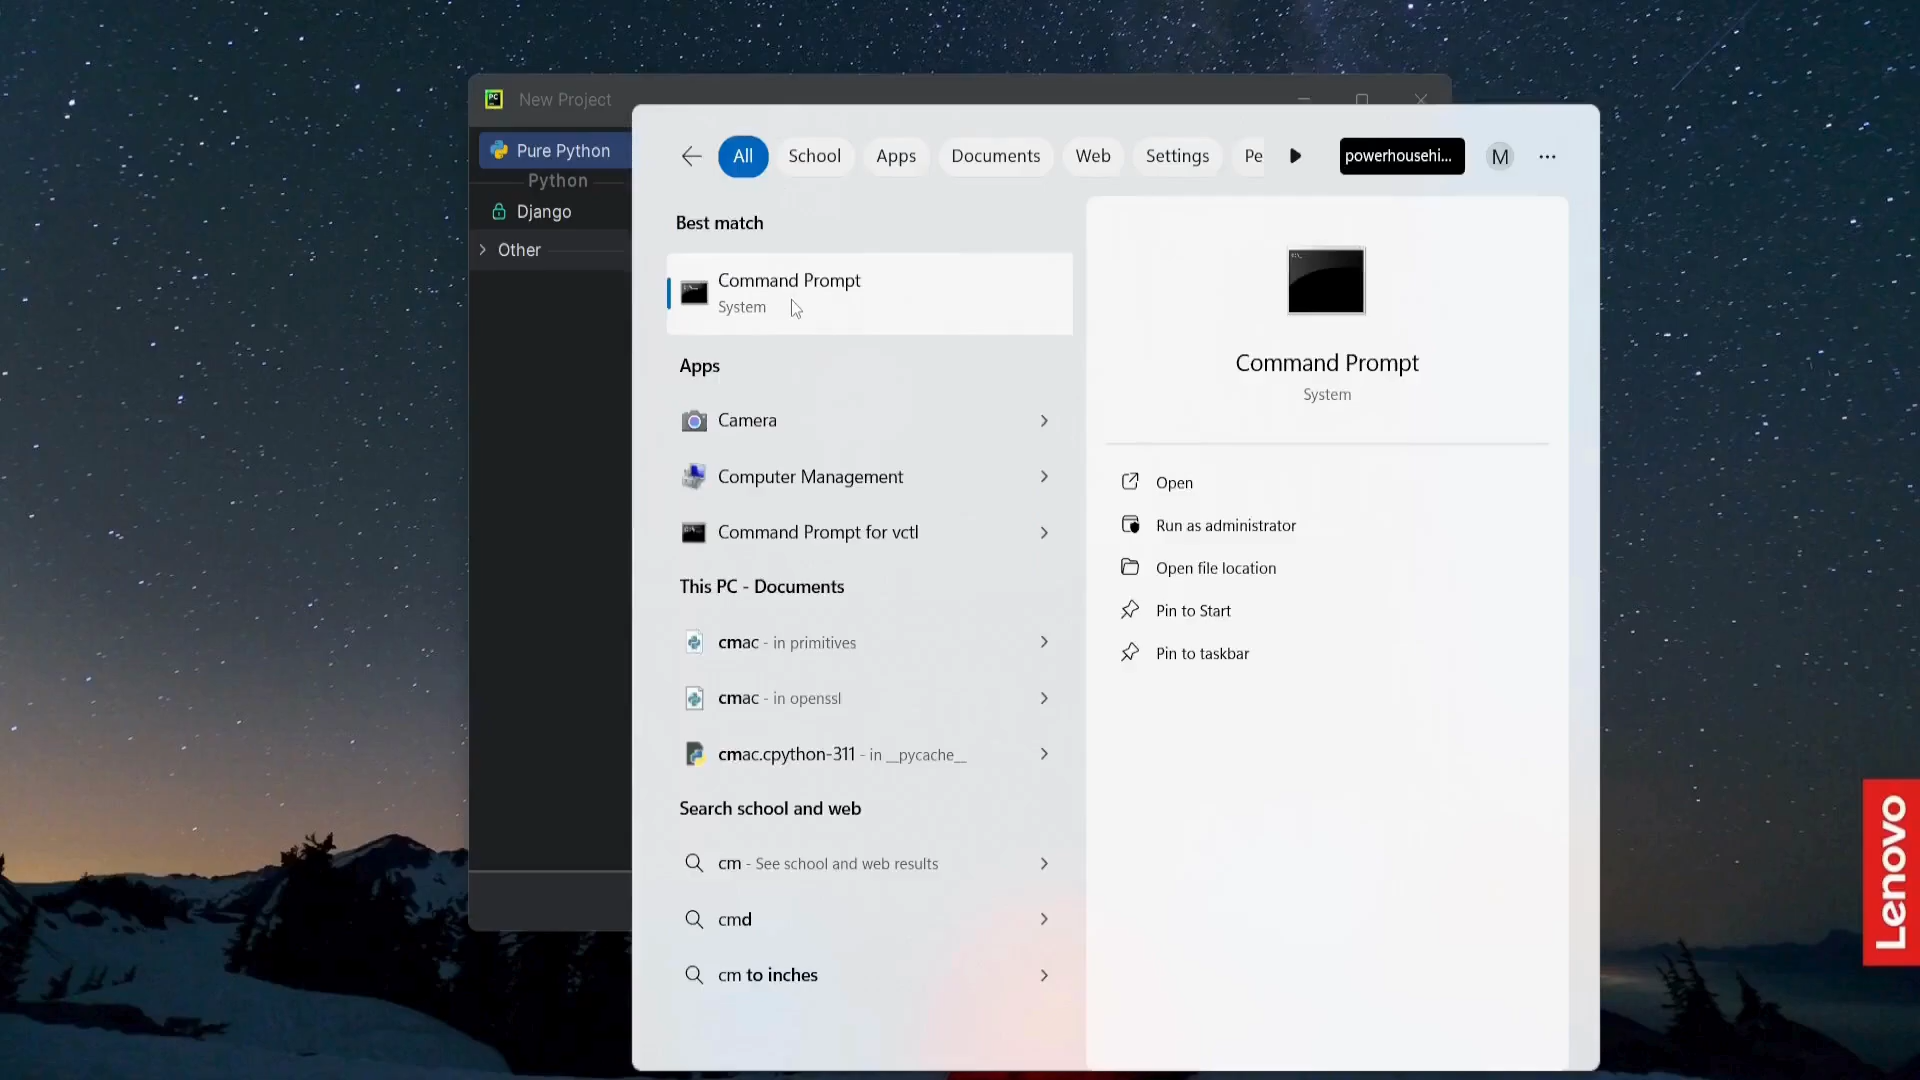 New Project
Pure Python
Python
Django
Other
All
School
Apps
Documents
Web
Settings
Pe
powerhousehi...
M
Best match
Command Prompt
System
Apps
Camera
Computer Management
Command Prompt for vctl
This PC - Documents
cmac - in primitives
cmac - in openssl
cmac.cpython-311 - in __pycache__
Search school and web
cm - See school and web results
cmd
cm to inches
Command Prompt
System
Open
Run as administrator
Open file location
Pin to Start
Pin to taskbar
Lenovo